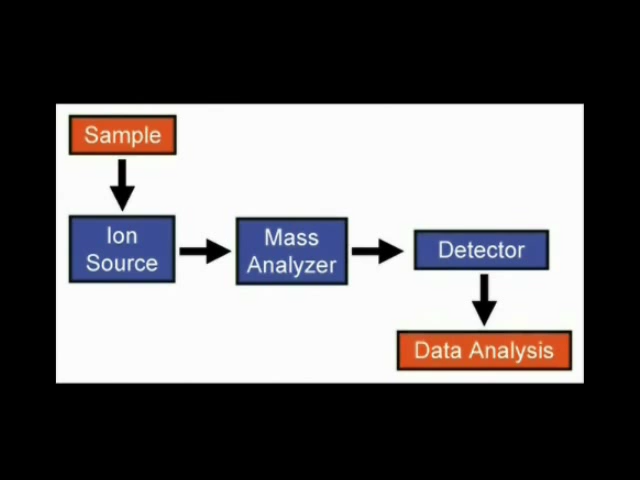 Sample
Ion
Source
Mass
Analyzer
Detector
Data Analysis